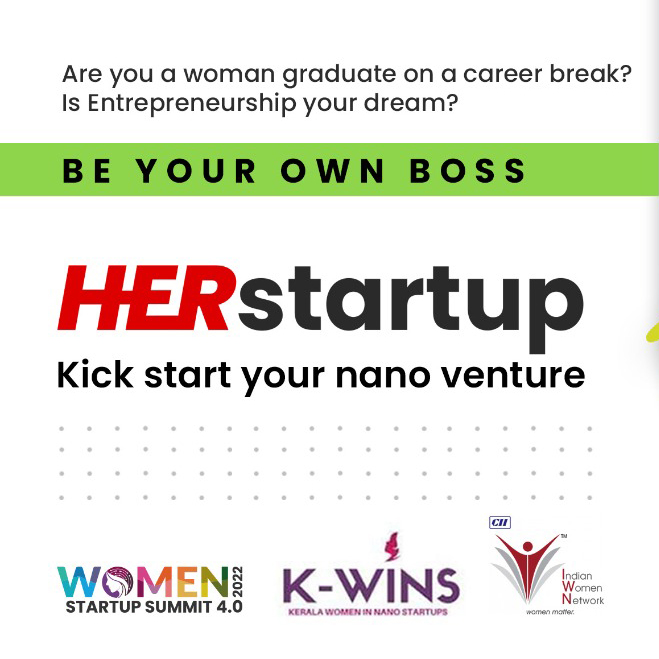 Are you a woman graduate on a career break?
Is Entrepreneurship your dream?
BE YOUR OWN BOSS
HERstartup
Kick start your nano venture
WOMEN 2022
STARTUP SUMMIT 4.0
K-WINS
KERALA WOMEN IN NANO STARTUPS
CII
TM
Indian
Women
Network
women matter.